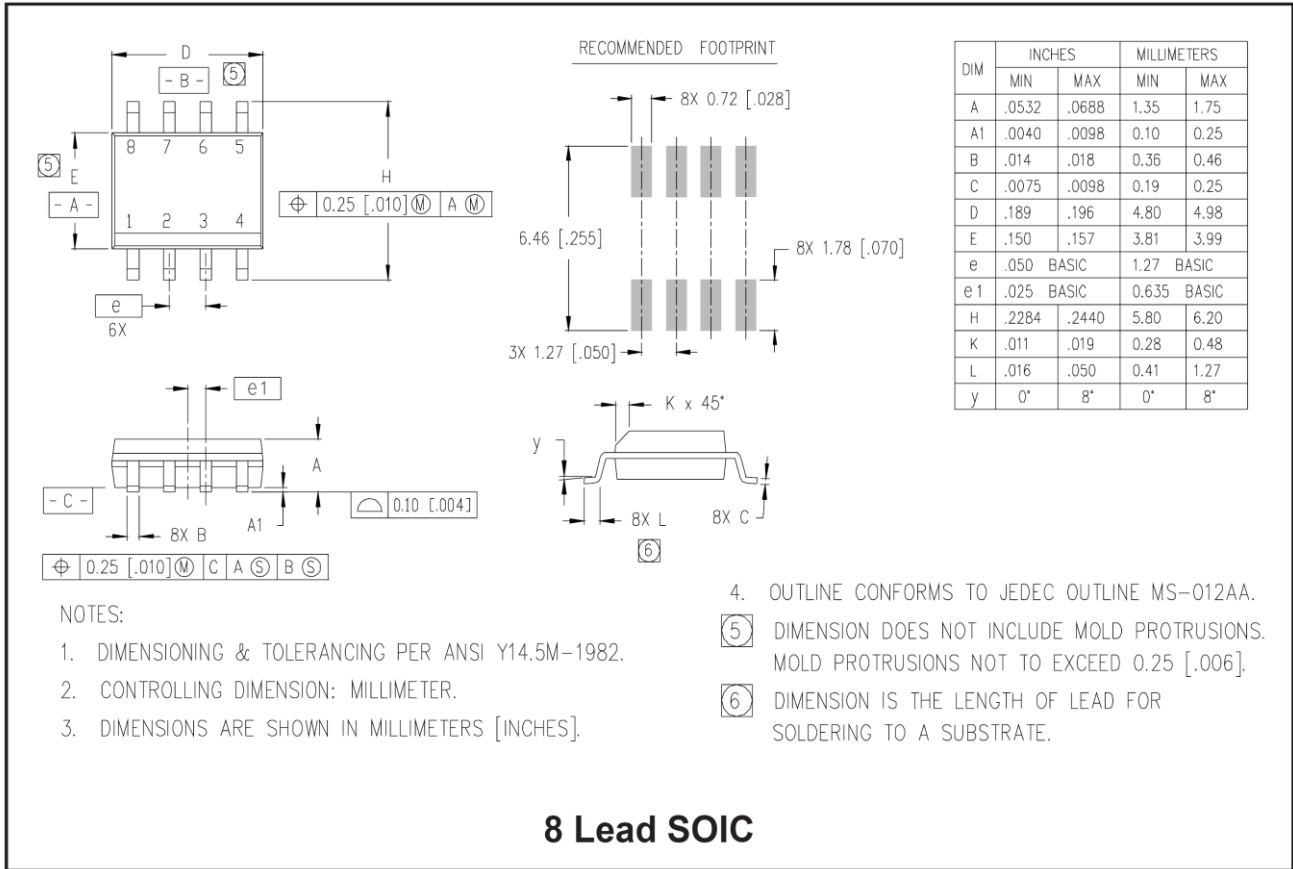 D
- B -
5
8 7 6 5
5
E
- A -
H
⌖ 0.25 [.010] Ⓜ A Ⓜ
1 2 3 4
e
6X
RECOMMENDED FOOTPRINT
8X 0.72 [.028]
6.46 [.255]
8X 1.78 [.070]
3X 1.27 [.050]
DIM INCHES MILLIMETERS
MIN MAX MIN MAX
A .0532 .0688 1.35 1.75
A1 .0040 .0098 0.10 0.25
B .014 .018 0.36 0.46
C .0075 .0098 0.19 0.25
D .189 .196 4.80 4.98
E .150 .157 3.81 3.99
e .050 BASIC 1.27 BASIC
e1 .025 BASIC 0.635 BASIC
H .2284 .2440 5.80 6.20
K .011 .019 0.28 0.48
L .016 .050 0.41 1.27
y 0° 8° 0° 8°
e1
A
- C -
A1
8X B
⌓ 0.10 [.004]
⌖ 0.25 [.010] Ⓜ C A Ⓢ B Ⓢ
K x 45°
y
8X L
8X C
6
NOTES:
1. DIMENSIONING & TOLERANCING PER ANSI Y14.5M-1982.
2. CONTROLLING DIMENSION: MILLIMETER.
3. DIMENSIONS ARE SHOWN IN MILLIMETERS [INCHES].
4. OUTLINE CONFORMS TO JEDEC OUTLINE MS-012AA.
5 DIMENSION DOES NOT INCLUDE MOLD PROTRUSIONS.
MOLD PROTRUSIONS NOT TO EXCEED 0.25 [.006].
6 DIMENSION IS THE LENGTH OF LEAD FOR
SOLDERING TO A SUBSTRATE.
8 Lead SOIC